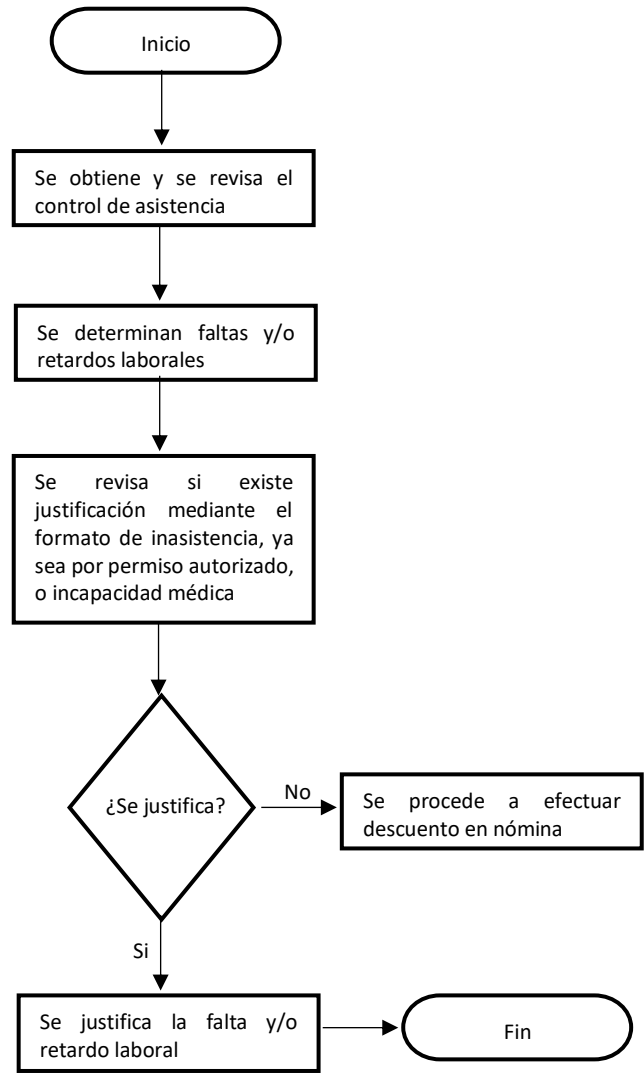 Inicio
Se obtiene y se revisa el
control de asistencia
Se determinan faltas y/o
retardos laborales
Se revisa si existe
justificación mediante el
formato de inasistencia, ya
sea por permiso autorizado,
o incapacidad médica
¿Se justifica?
No
Se procede a efectuar
descuento en nómina
Si
Se justifica la falta y/o
retardo laboral
Fin